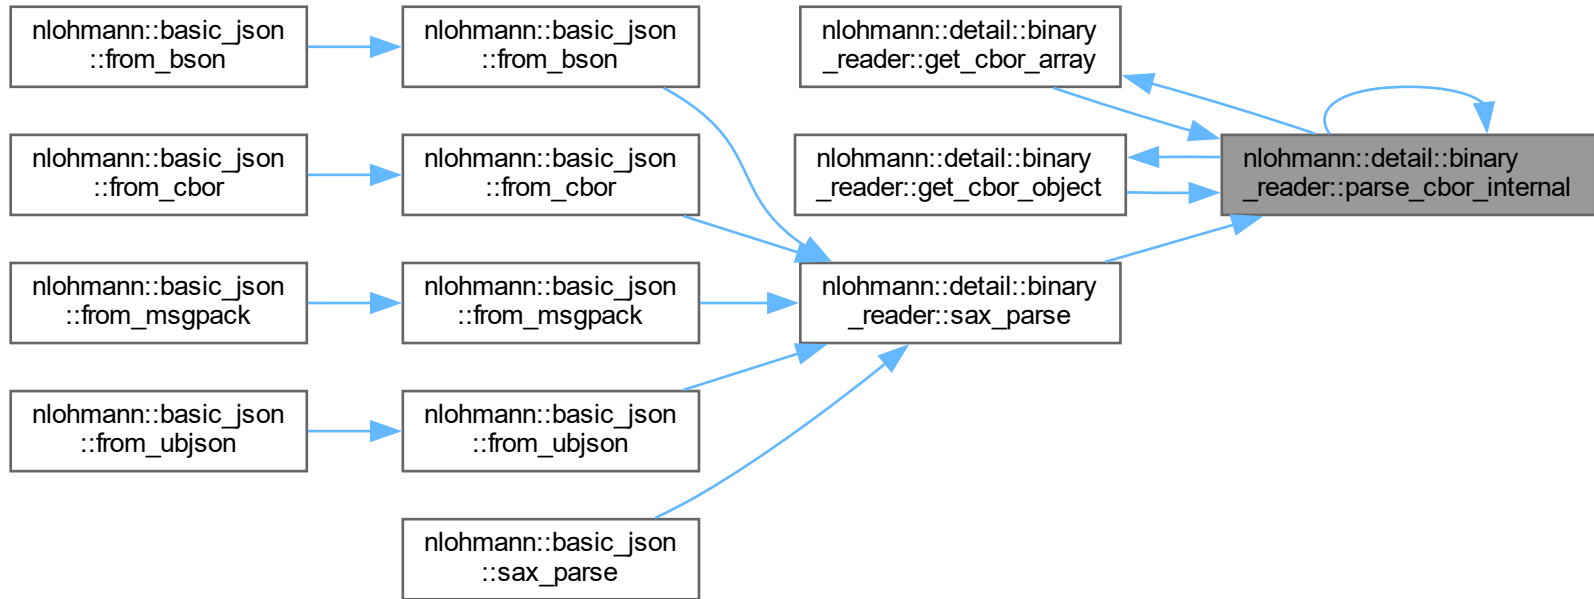 nlohmann::basic_json
::from_bson
nlohmann::basic_json
::from_bson
nlohmann::detail::binary
_reader::get_cbor_array
nlohmann::basic_json
::from_cbor
nlohmann::basic_json
::from_cbor
nlohmann::detail::binary
_reader::get_cbor_object
nlohmann::detail::binary
_reader::parse_cbor_internal
nlohmann::basic_json
::from_msgpack
nlohmann::basic_json
::from_msgpack
nlohmann::detail::binary
_reader::sax_parse
nlohmann::basic_json
::from_ubjson
nlohmann::basic_json
::from_ubjson
nlohmann::basic_json
::sax_parse